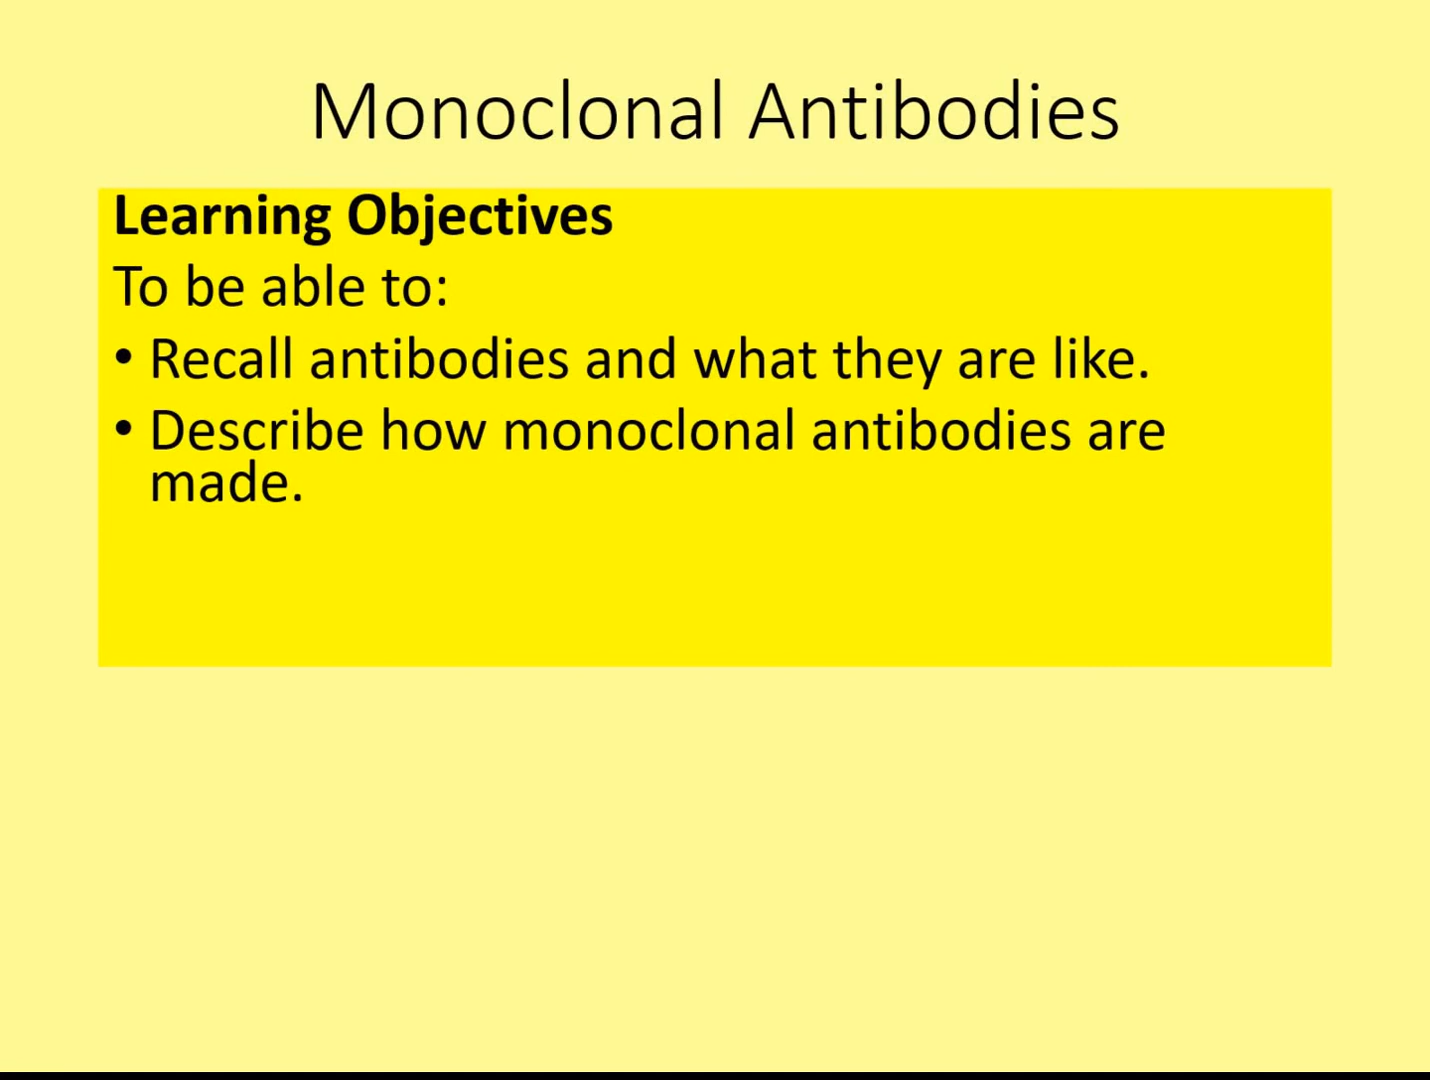 Monoclonal Antibodies
Learning Objectives
To be able to:
• Recall antibodies and what they are like.
• Describe how monoclonal antibodies are
made.